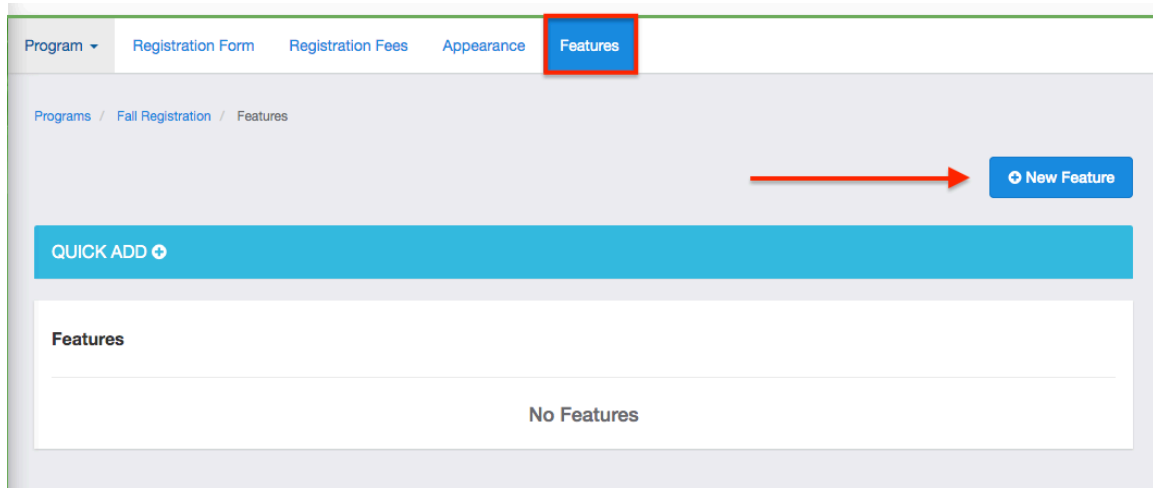 Program Registration Form Registration Fees Appearance Features
Programs / Fall Registration / Features
New Feature
QUICK ADD
Features
No Features